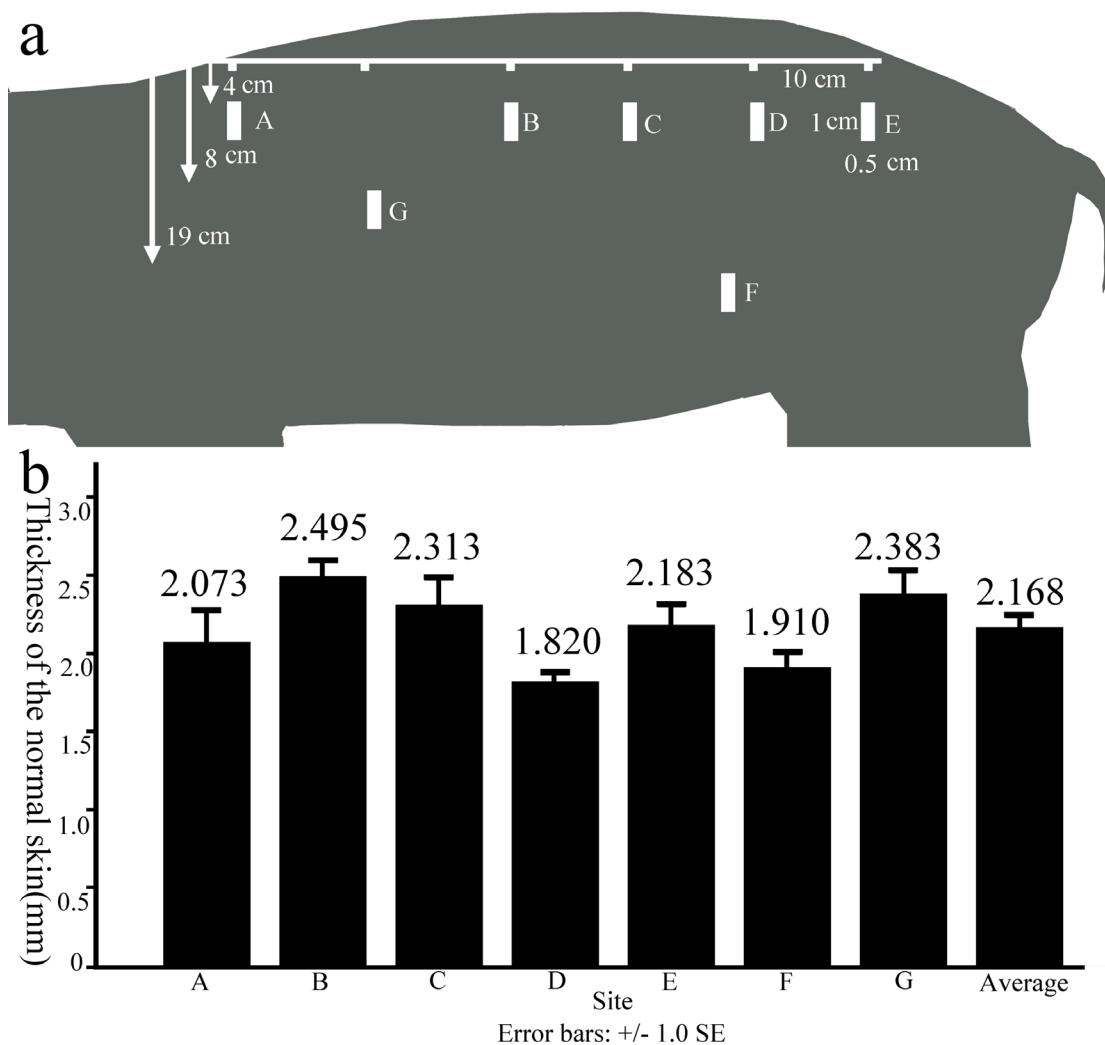 a
4 cm
10 cm
A
B
C
D
1 cm
E
8 cm
0.5 cm
G
19 cm
F
b
Thickness of the normal skin(mm)
3.0
2.5
2.0
1.5
1.0
0.5
0
2.073
2.495
2.313
1.820
2.183
1.910
2.383
2.168
A
B
C
D
E
F
G
Average
Site
Error bars: +/- 1.0 SE